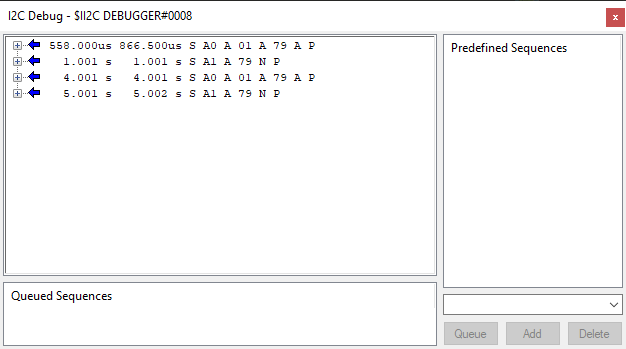 I2C Debug - $II2C DEBUGGER#0008
558.000us 866.500us S A0 A 01 A 79 A P
1.001 s 1.001 s S A1 A 79 N P
4.001 s 4.001 s S A0 A 01 A 79 A P
5.001 s 5.002 s S A1 A 79 N P
Predefined Sequences
Queued Sequences
Queue Add Delete